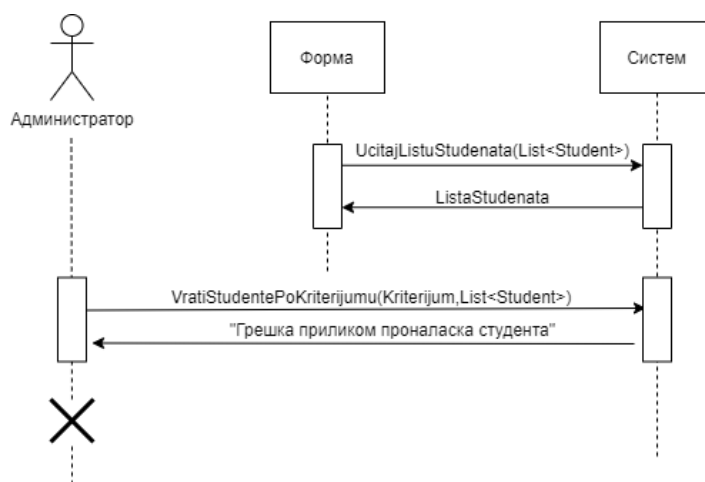 Форма
Систем
Администратор
UcitajListuStudenata(List<Student>)
ListaStudenata
VratiStudentePoKriterijumu(Kriterijum,List<Student>)
"Грешка приликом проналаска студента"